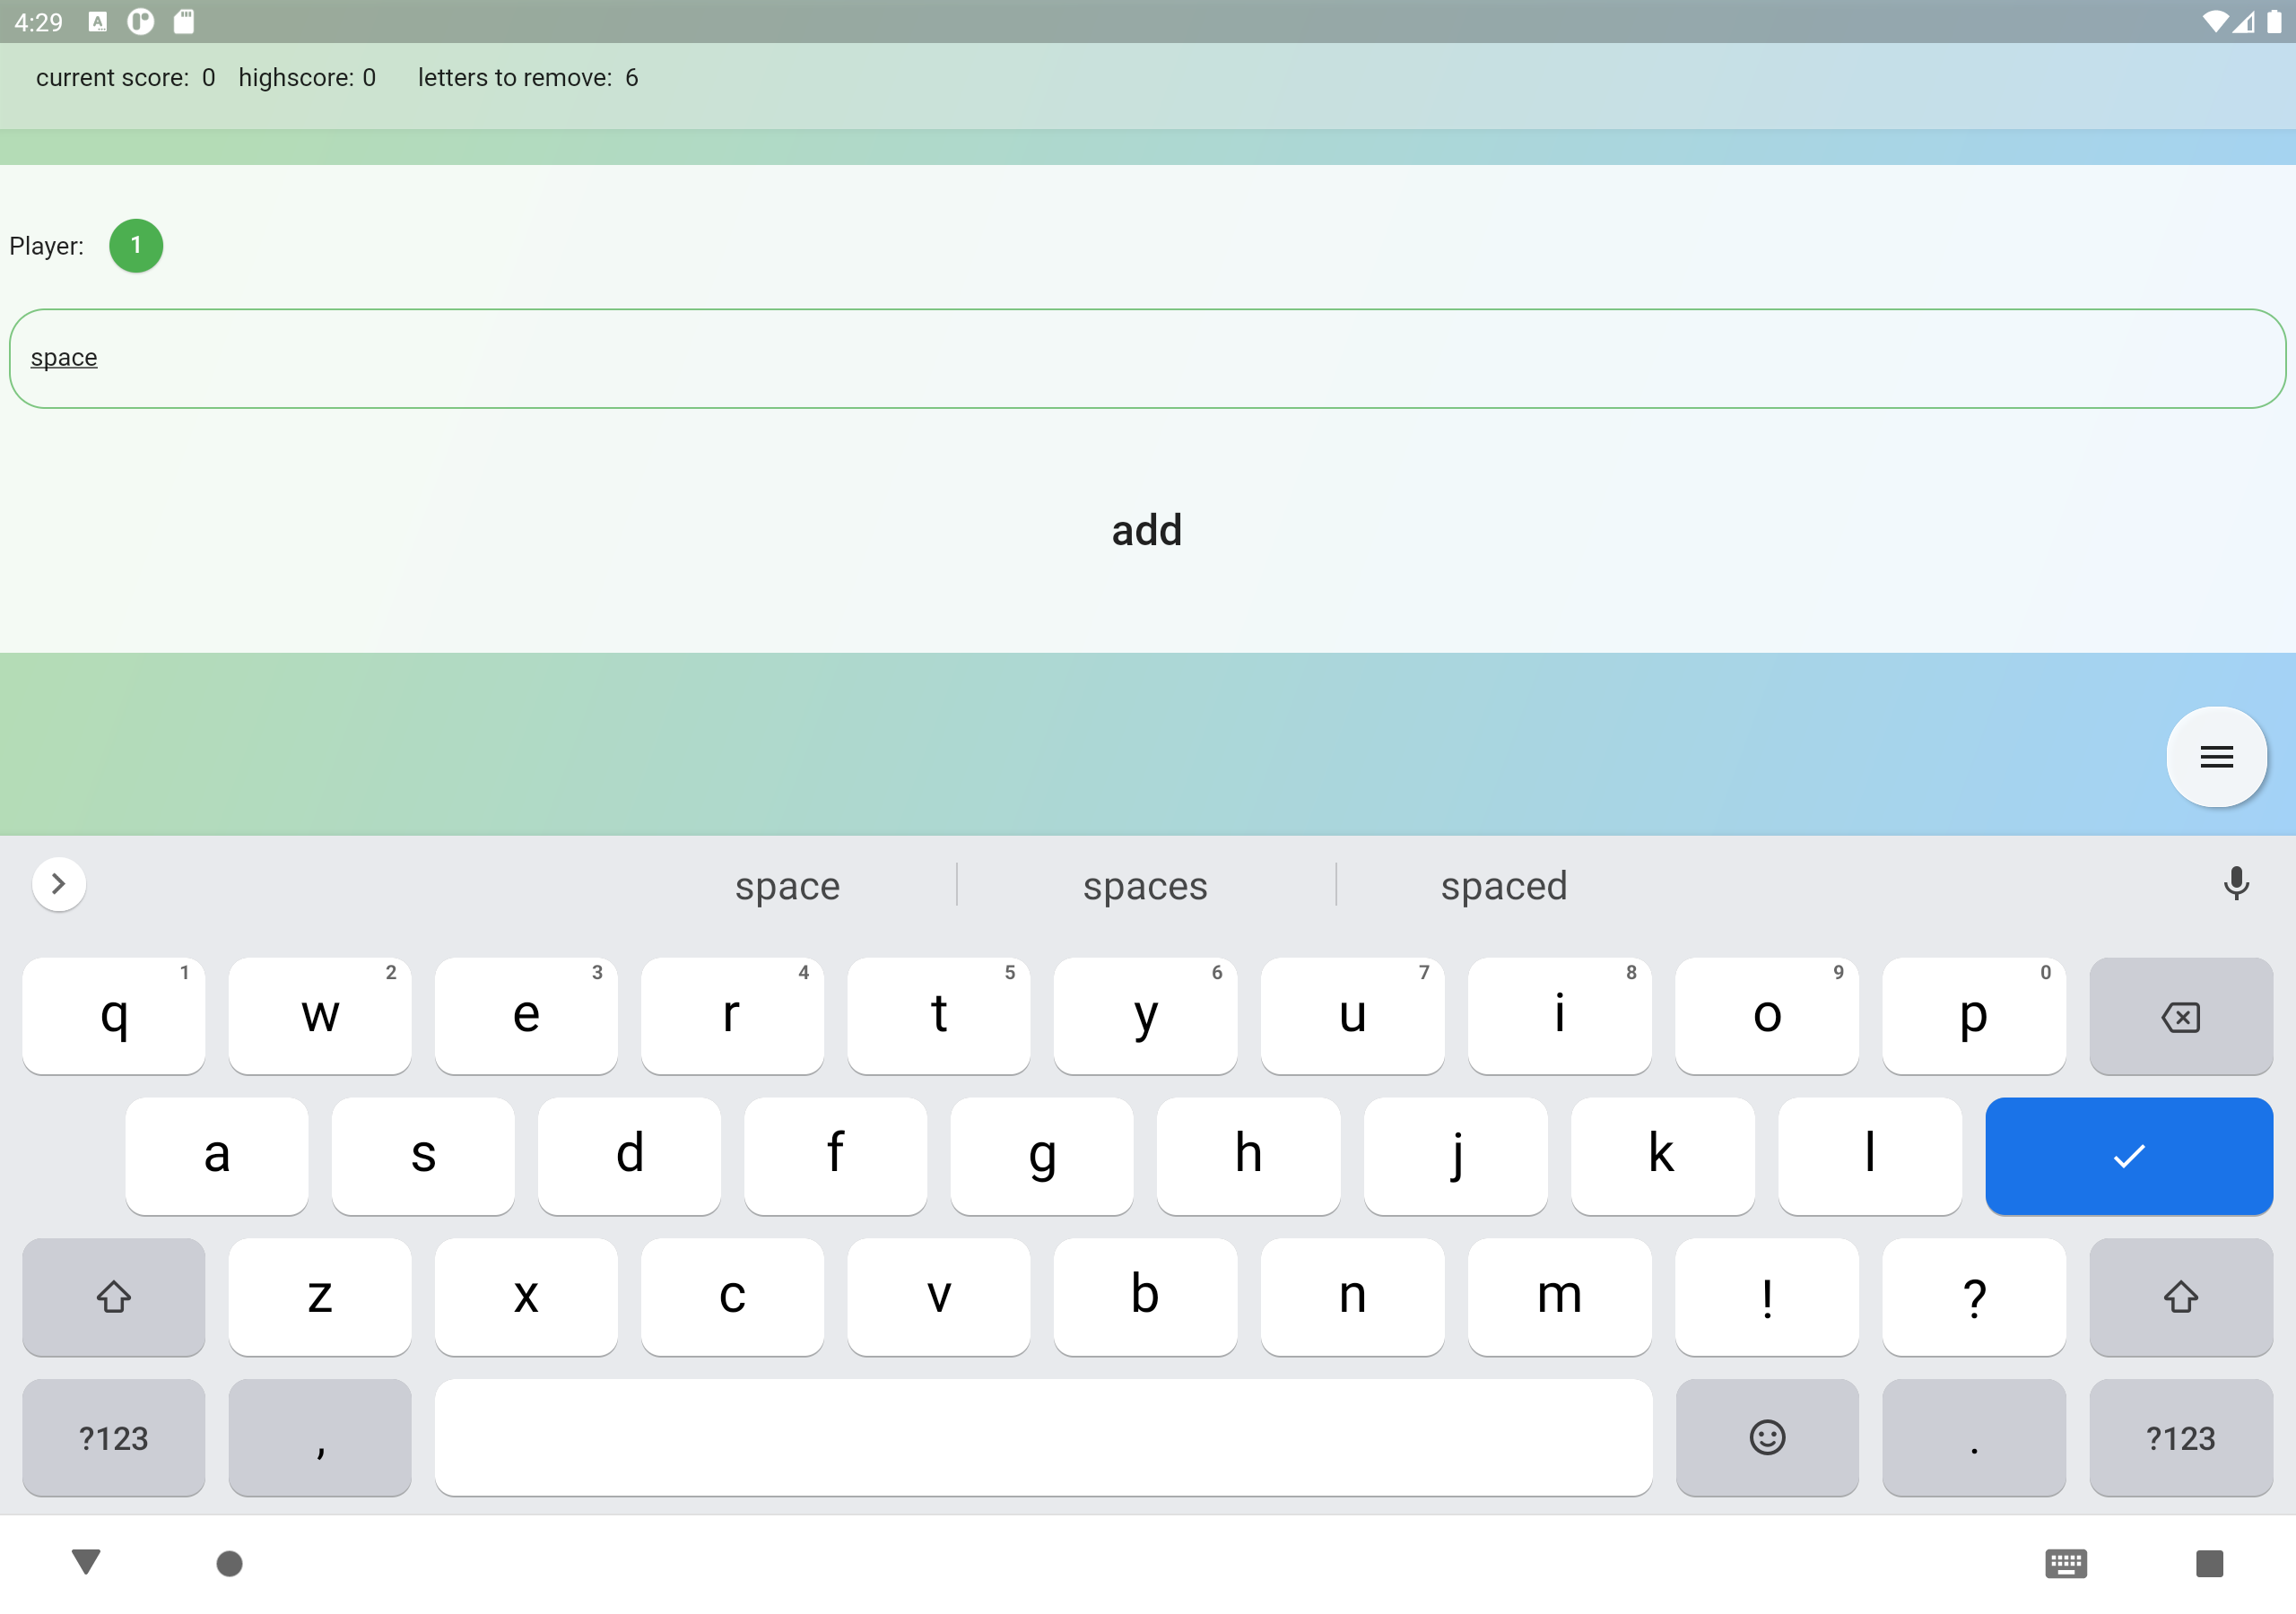 4:29
current score: 0 highscore: 0 letters to remove: 6
Player: 1
space
add
space spaces spaced
q 1 w 2 e 3 r 4 t 5 y 6 u 7 i 8 o 9 p 0
a s d f g h j k l
z x c v b n m ! ?
?123 , . ?123